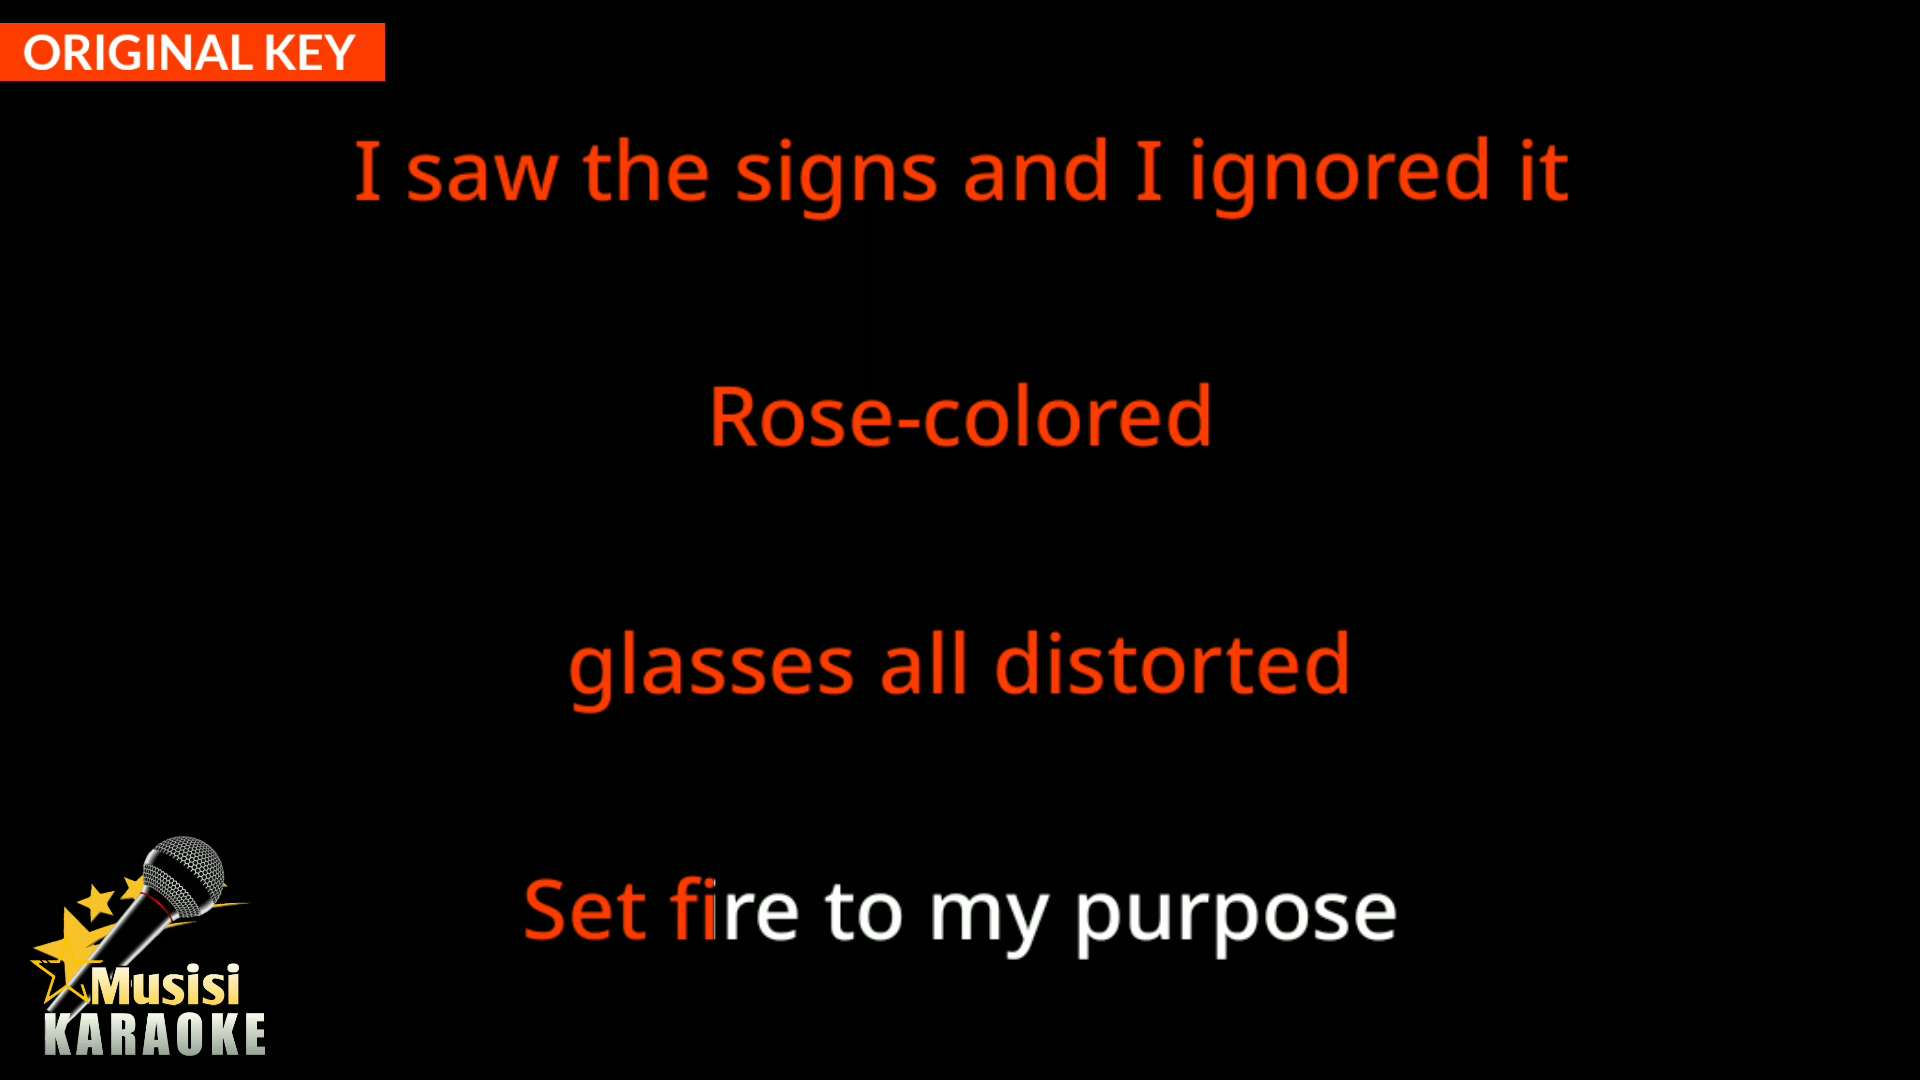 ORIGINAL KEY
I saw the signs and I ignored it
Rose-colored
glasses all distorted
Set fire to my purpose
Musisi
KARAOKE